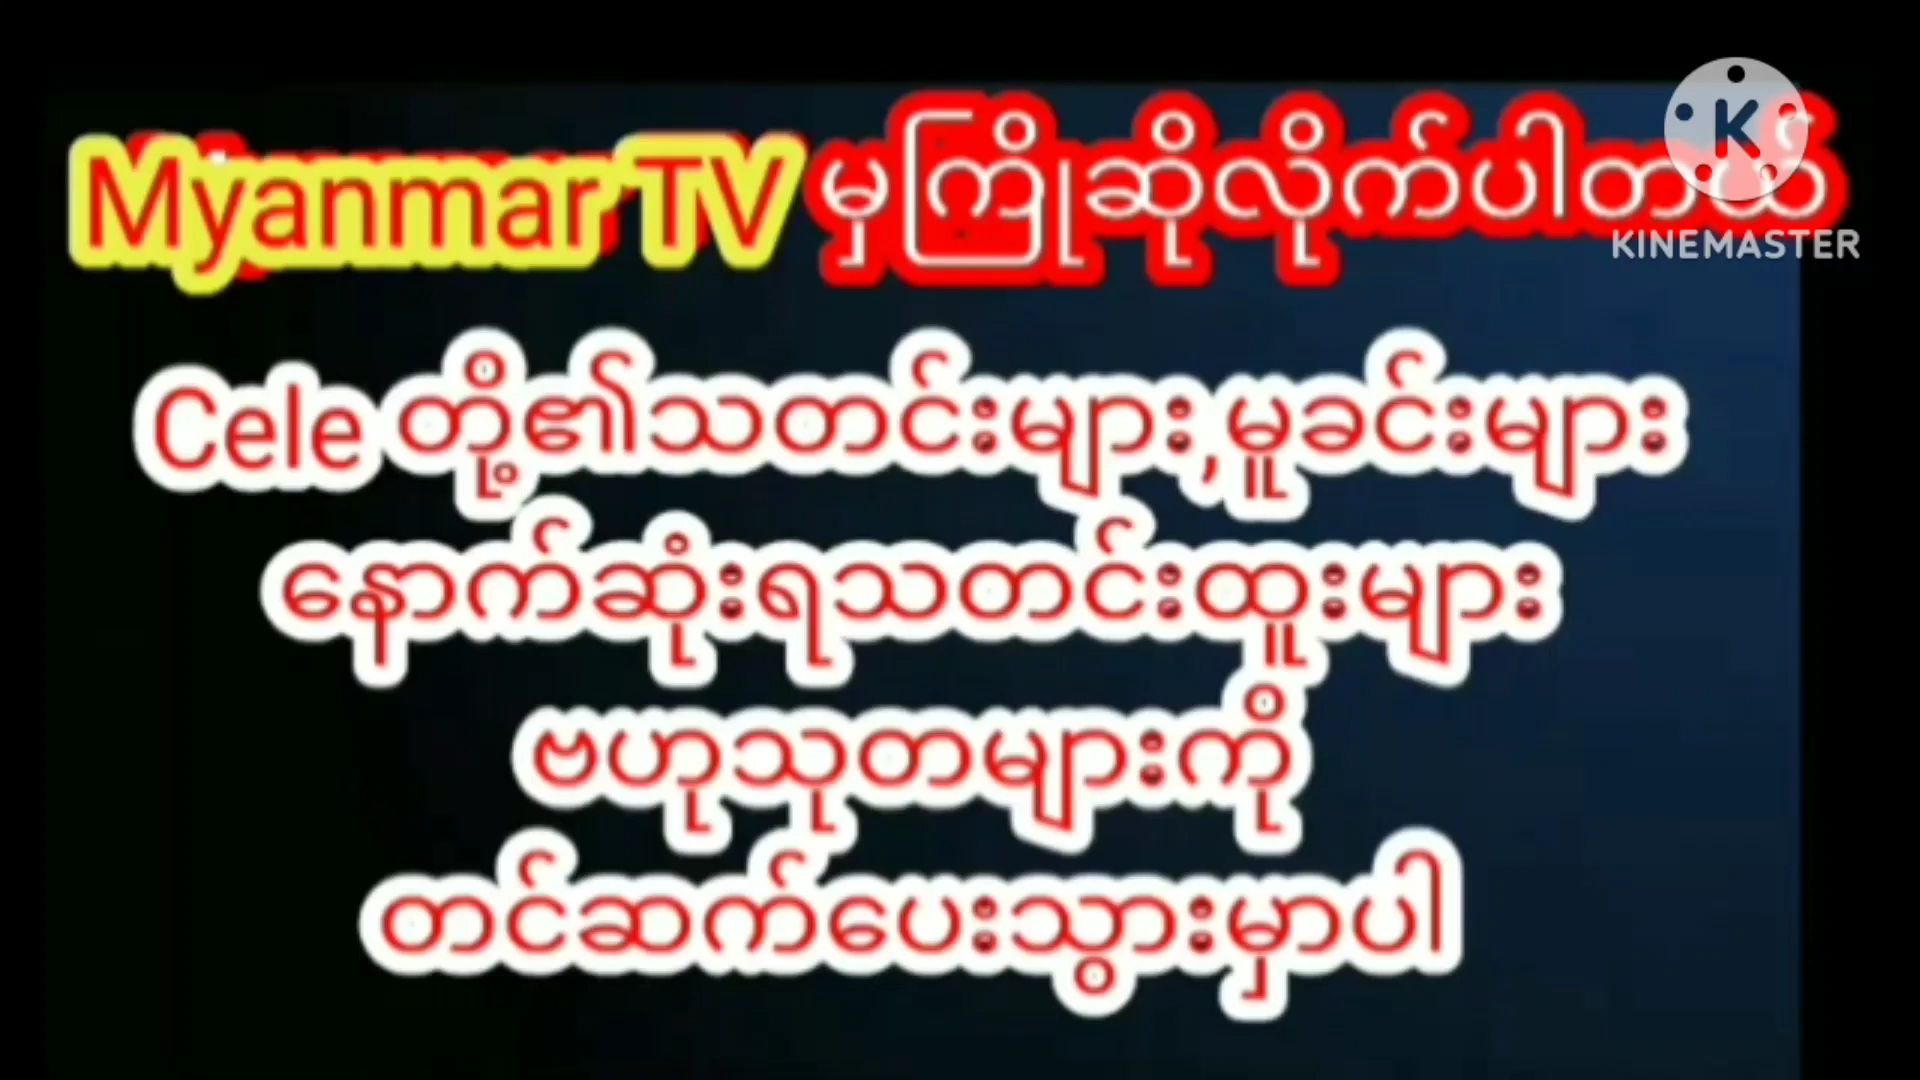 Myanmar TV မှကြိုဆိုလိုက်ပါတယ်
KINEMASTER
Cele တို့၏သတင်းများ,မူခင်းများ
နောက်ဆုံးရသတင်းထူးများ
ဗဟုသုတများကို
တင်ဆက်ပေးသွားမှာပါ